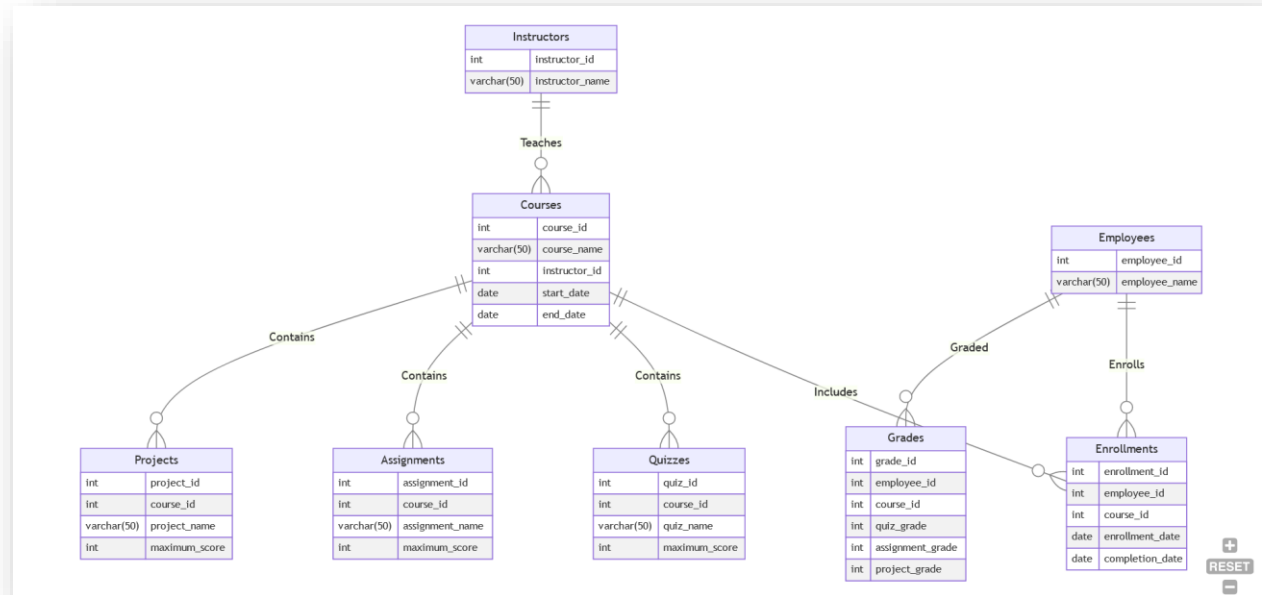 Instructors
int instructor_id
varchar(50) instructor_name
Teaches
Courses
int course_id
varchar(50) course_name
int instructor_id
date start_date
date end_date
Employees
int employee_id
varchar(50) employee_name
Contains
Contains
Contains
Includes
Graded
Enrolls
Projects
int project_id
int course_id
varchar(50) project_name
int maximum_score
Assignments
int assignment_id
int course_id
varchar(50) assignment_name
int maximum_score
Quizzes
int quiz_id
int course_id
varchar(50) quiz_name
int maximum_score
Grades
int grade_id
int employee_id
int course_id
int quiz_grade
int assignment_grade
int project_grade
Enrollments
int enrollment_id
int employee_id
int course_id
date enrollment_date
date completion_date
RESET